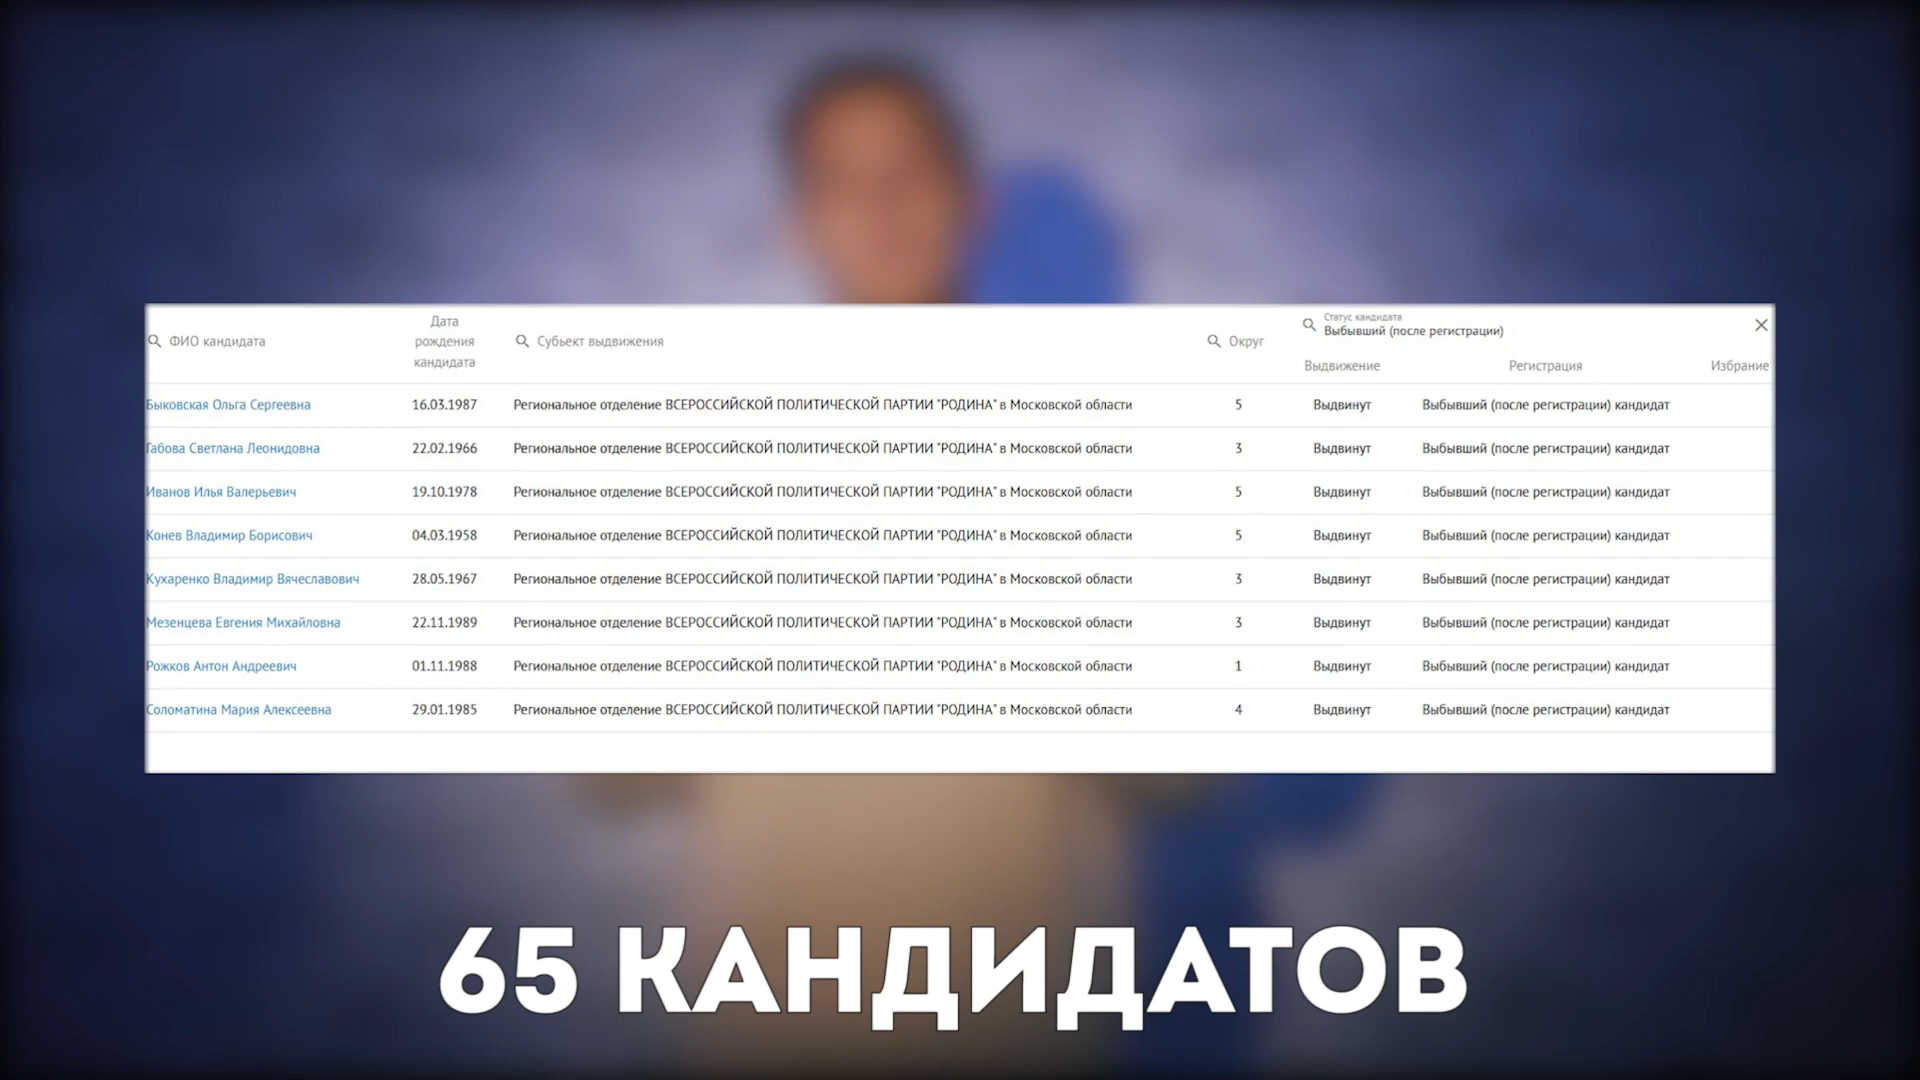 ФИО кандидата
Дата рождения кандидата
Субъект выдвижения
Округ
Статус кандидата
Выбывший (после регистрации)
Выдвижение Регистрация Избрание
Быковская Ольга Сергеевна 16.03.1987 Региональное отделение ВСЕРОССИЙСКОЙ ПОЛИТИЧЕСКОЙ ПАРТИИ "РОДИНА" в Московской области 5 Выдвинут Выбывший (после регистрации) кандидат
Габова Светлана Леонидовна 22.02.1966 Региональное отделение ВСЕРОССИЙСКОЙ ПОЛИТИЧЕСКОЙ ПАРТИИ "РОДИНА" в Московской области 3 Выдвинут Выбывший (после регистрации) кандидат
Иванов Илья Валерьевич 19.10.1978 Региональное отделение ВСЕРОССИЙСКОЙ ПОЛИТИЧЕСКОЙ ПАРТИИ "РОДИНА" в Московской области 5 Выдвинут Выбывший (после регистрации) кандидат
Конев Владимир Борисович 04.03.1958 Региональное отделение ВСЕРОССИЙСКОЙ ПОЛИТИЧЕСКОЙ ПАРТИИ "РОДИНА" в Московской области 5 Выдвинут Выбывший (после регистрации) кандидат
Кухаренко Владимир Вячеславович 28.05.1967 Региональное отделение ВСЕРОССИЙСКОЙ ПОЛИТИЧЕСКОЙ ПАРТИИ "РОДИНА" в Московской области 3 Выдвинут Выбывший (после регистрации) кандидат
Мезенцева Евгения Михайловна 22.11.1989 Региональное отделение ВСЕРОССИЙСКОЙ ПОЛИТИЧЕСКОЙ ПАРТИИ "РОДИНА" в Московской области 3 Выдвинут Выбывший (после регистрации) кандидат
Рожков Антон Андреевич 01.11.1988 Региональное отделение ВСЕРОССИЙСКОЙ ПОЛИТИЧЕСКОЙ ПАРТИИ "РОДИНА" в Московской области 1 Выдвинут Выбывший (после регистрации) кандидат
Соломатина Мария Алексеевна 29.01.1985 Региональное отделение ВСЕРОССИЙСКОЙ ПОЛИТИЧЕСКОЙ ПАРТИИ "РОДИНА" в Московской области 4 Выдвинут Выбывший (после регистрации) кандидат
65 КАНДИДАТОВ